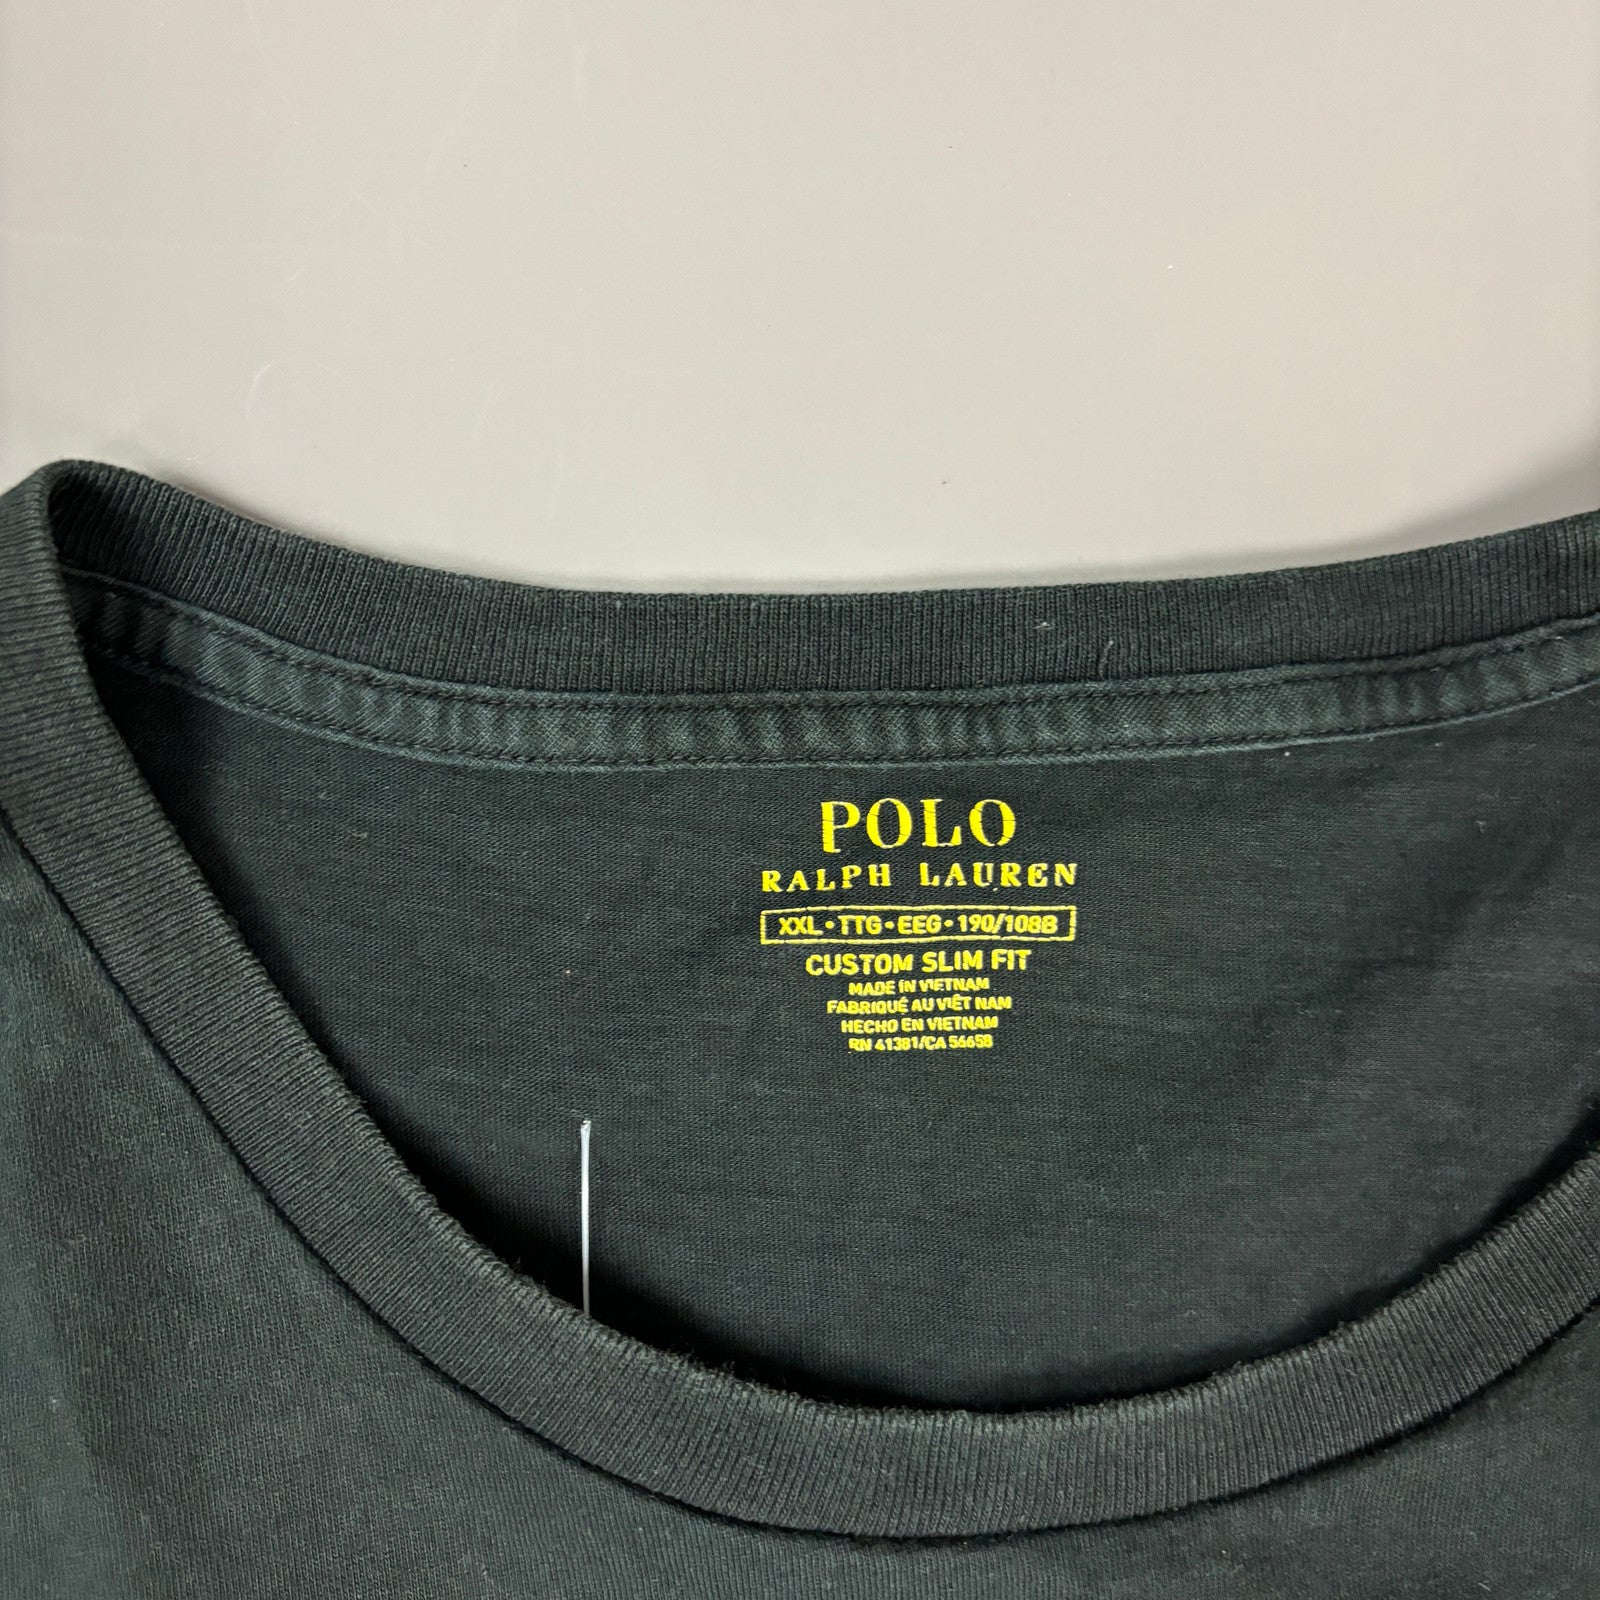 POLO
RALPH LAUREN
XXL • TTG • EEG • 190/108B
CUSTOM SLIM FIT
MADE IN VIETNAM
FABRIQUÉ AU VIÊT NAM
HECHO EN VIETNAM
RN 41381/CA 56658